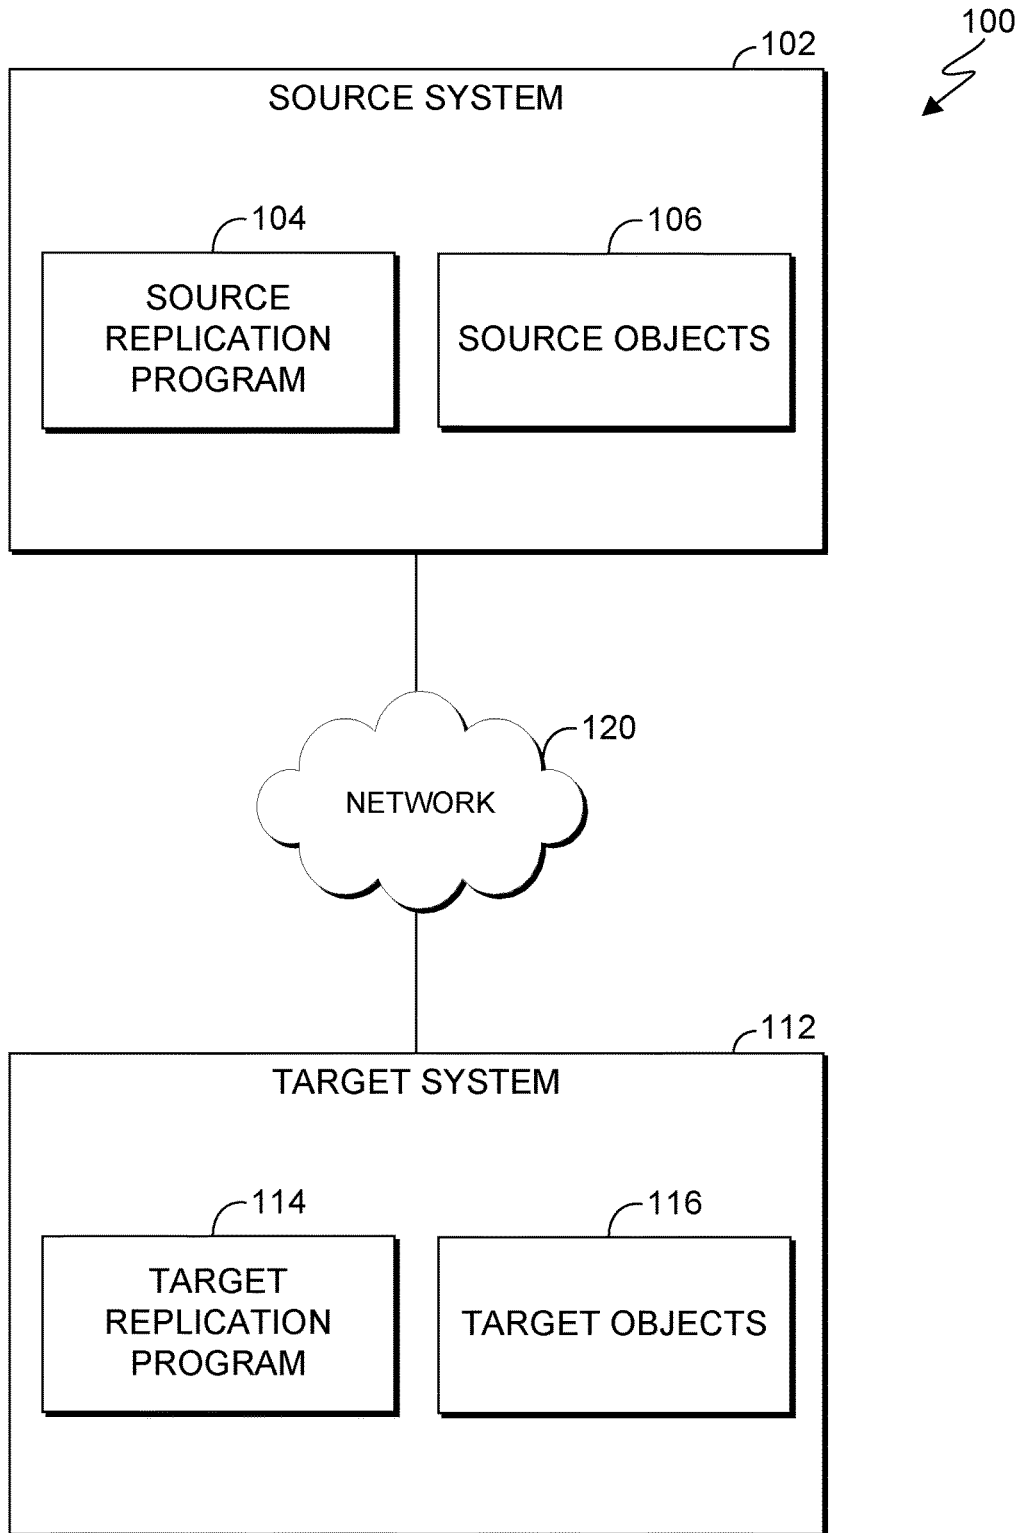 100
102
SOURCE SYSTEM
104
SOURCE
REPLICATION
PROGRAM
106
SOURCE OBJECTS
120
NETWORK
112
TARGET SYSTEM
114
TARGET
REPLICATION
PROGRAM
116
TARGET OBJECTS